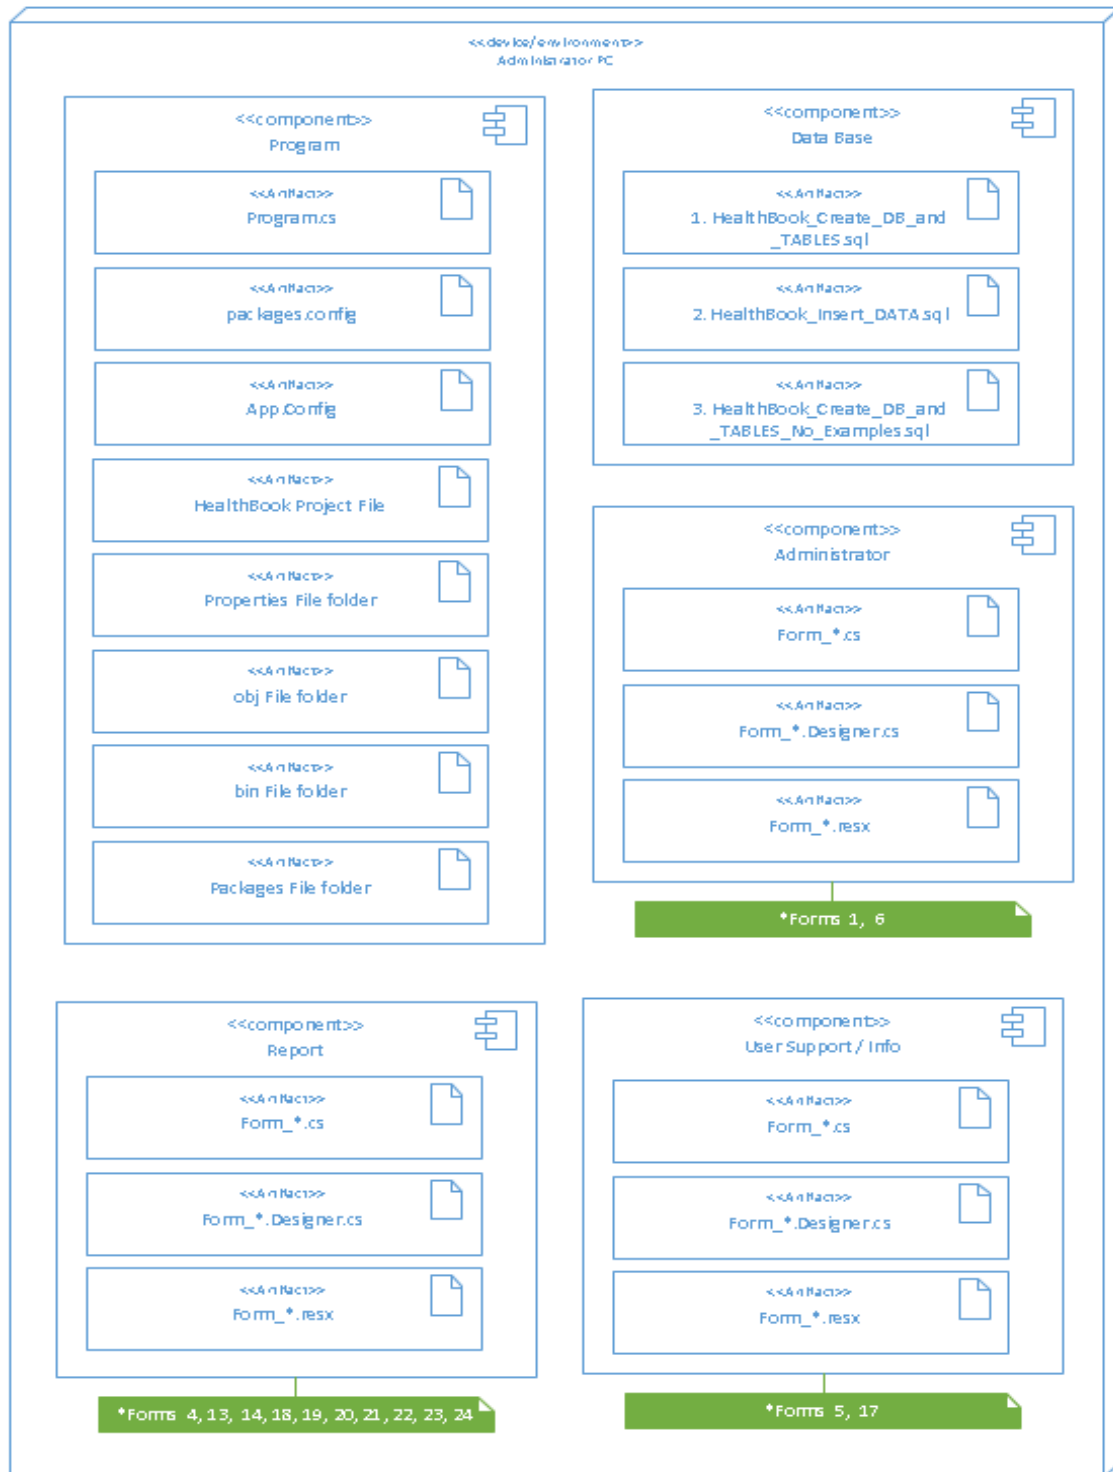 <<device/environment>>
Administrator PC
<<component>>
Program
<<Artifact>>
Program.cs
<<Artifact>>
packages.config
<<Artifact>>
App.Config
<<Artifact>>
HealthBook Project File
<<Artifact>>
Properties File folder
<<Artifact>>
obj File folder
<<Artifact>>
bin File folder
<<Artifact>>
Packages File folder
<<component>>
Data Base
<<Artifact>>
1. HealthBook_Create_DB_and
_TABLES.sql
<<Artifact>>
2. HealthBook_Insert_DATA.sql
<<Artifact>>
3. HealthBook_Create_DB_and
_TABLES_No_Examples.sql
<<component>>
Administrator
<<Artifact>>
Form_*.cs
<<Artifact>>
Form_*.Designer.cs
<<Artifact>>
Form_*.resx
*Forms 1, 6
<<component>>
Report
<<Artifact>>
Form_*.cs
<<Artifact>>
Form_*.Designer.cs
<<Artifact>>
Form_*.resx
*Forms 4, 13, 14, 18, 19, 20, 21, 22, 23, 24
<<component>>
User Support / Info
<<Artifact>>
Form_*.cs
<<Artifact>>
Form_*.Designer.cs
<<Artifact>>
Form_*.resx
*Forms 5, 17